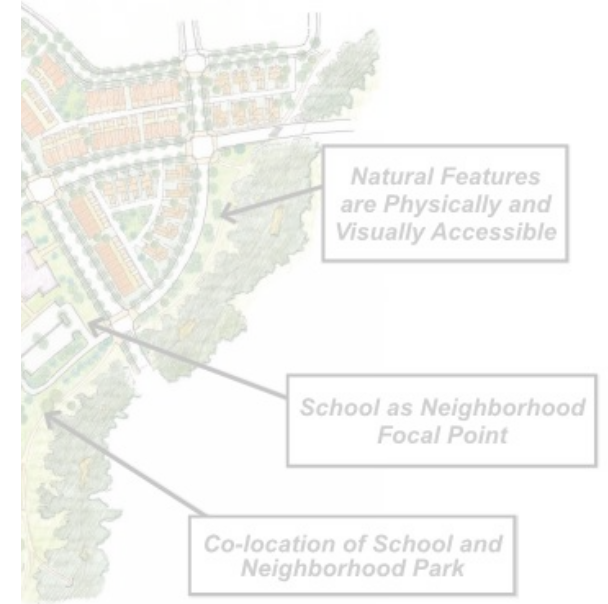 Natural Features
are Physically and
Visually Accessible
School as Neighborhood
Focal Point
Co-location of School and
Neighborhood Park